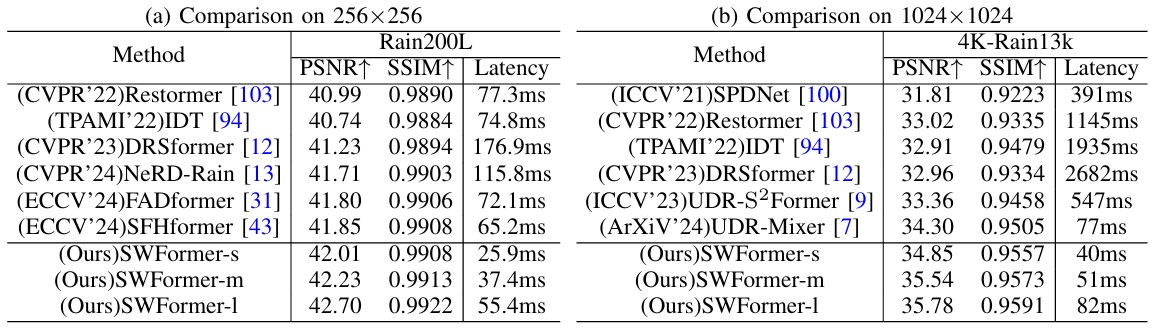 (a) Comparison on 256×256
Method Rain200L
PSNR↑ SSIM↑ Latency
(CVPR'22)Restormer [103] 40.99 0.9890 77.3ms
(TPAMI'22)IDT [94] 40.74 0.9884 74.8ms
(CVPR'23)DRSformer [12] 41.23 0.9894 176.9ms
(CVPR'24)NeRD-Rain [13] 41.71 0.9903 115.8ms
(ECCV'24)FADformer [31] 41.80 0.9906 72.1ms
(ECCV'24)SFHformer [43] 41.85 0.9908 65.2ms
(Ours)SWFormer-s 42.01 0.9908 25.9ms
(Ours)SWFormer-m 42.23 0.9913 37.4ms
(Ours)SWFormer-l 42.70 0.9922 55.4ms
(b) Comparison on 1024×1024
Method 4K-Rain13k
PSNR↑ SSIM↑ Latency
(ICCV'21)SPDNet [100] 31.81 0.9223 391ms
(CVPR'22)Restormer [103] 33.02 0.9335 1145ms
(TPAMI'22)IDT [94] 32.91 0.9479 1935ms
(CVPR'23)DRSformer [12] 32.96 0.9334 2682ms
(ICCV'23)UDR-S²Former [9] 33.36 0.9458 547ms
(ArXiV'24)UDR-Mixer [7] 34.30 0.9505 77ms
(Ours)SWFormer-s 34.85 0.9557 40ms
(Ours)SWFormer-m 35.54 0.9573 51ms
(Ours)SWFormer-l 35.78 0.9591 82ms